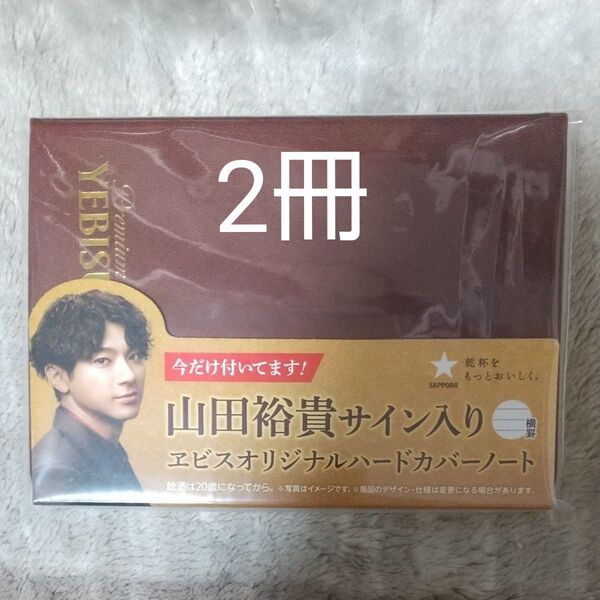 2冊
Premium
YEBISU
今だけ付いてます!
山田裕貴サイン入り
横罫
ヱビスオリジナルハードカバーノート
飲酒は20歳になってから。※写真はイメージです。※景品のデザイン・仕様は変更になる場合があります。
SAPPORO
乾杯を
もっとおいしく。